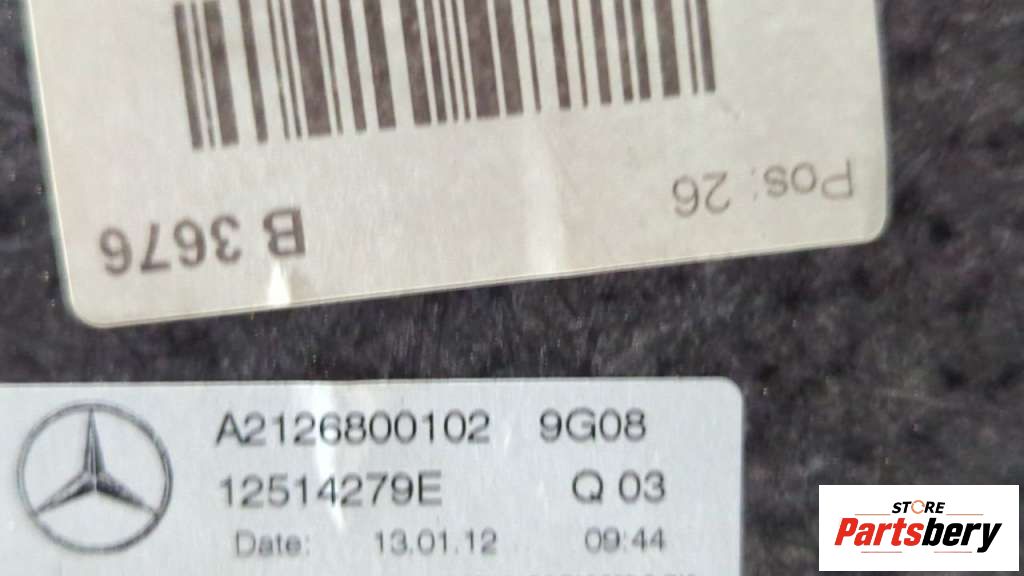 Pos: 26
B 3676
A2126800102 9G08
12514279E Q 03
Date: 13.01.12 09:44
STORE
Partsbery